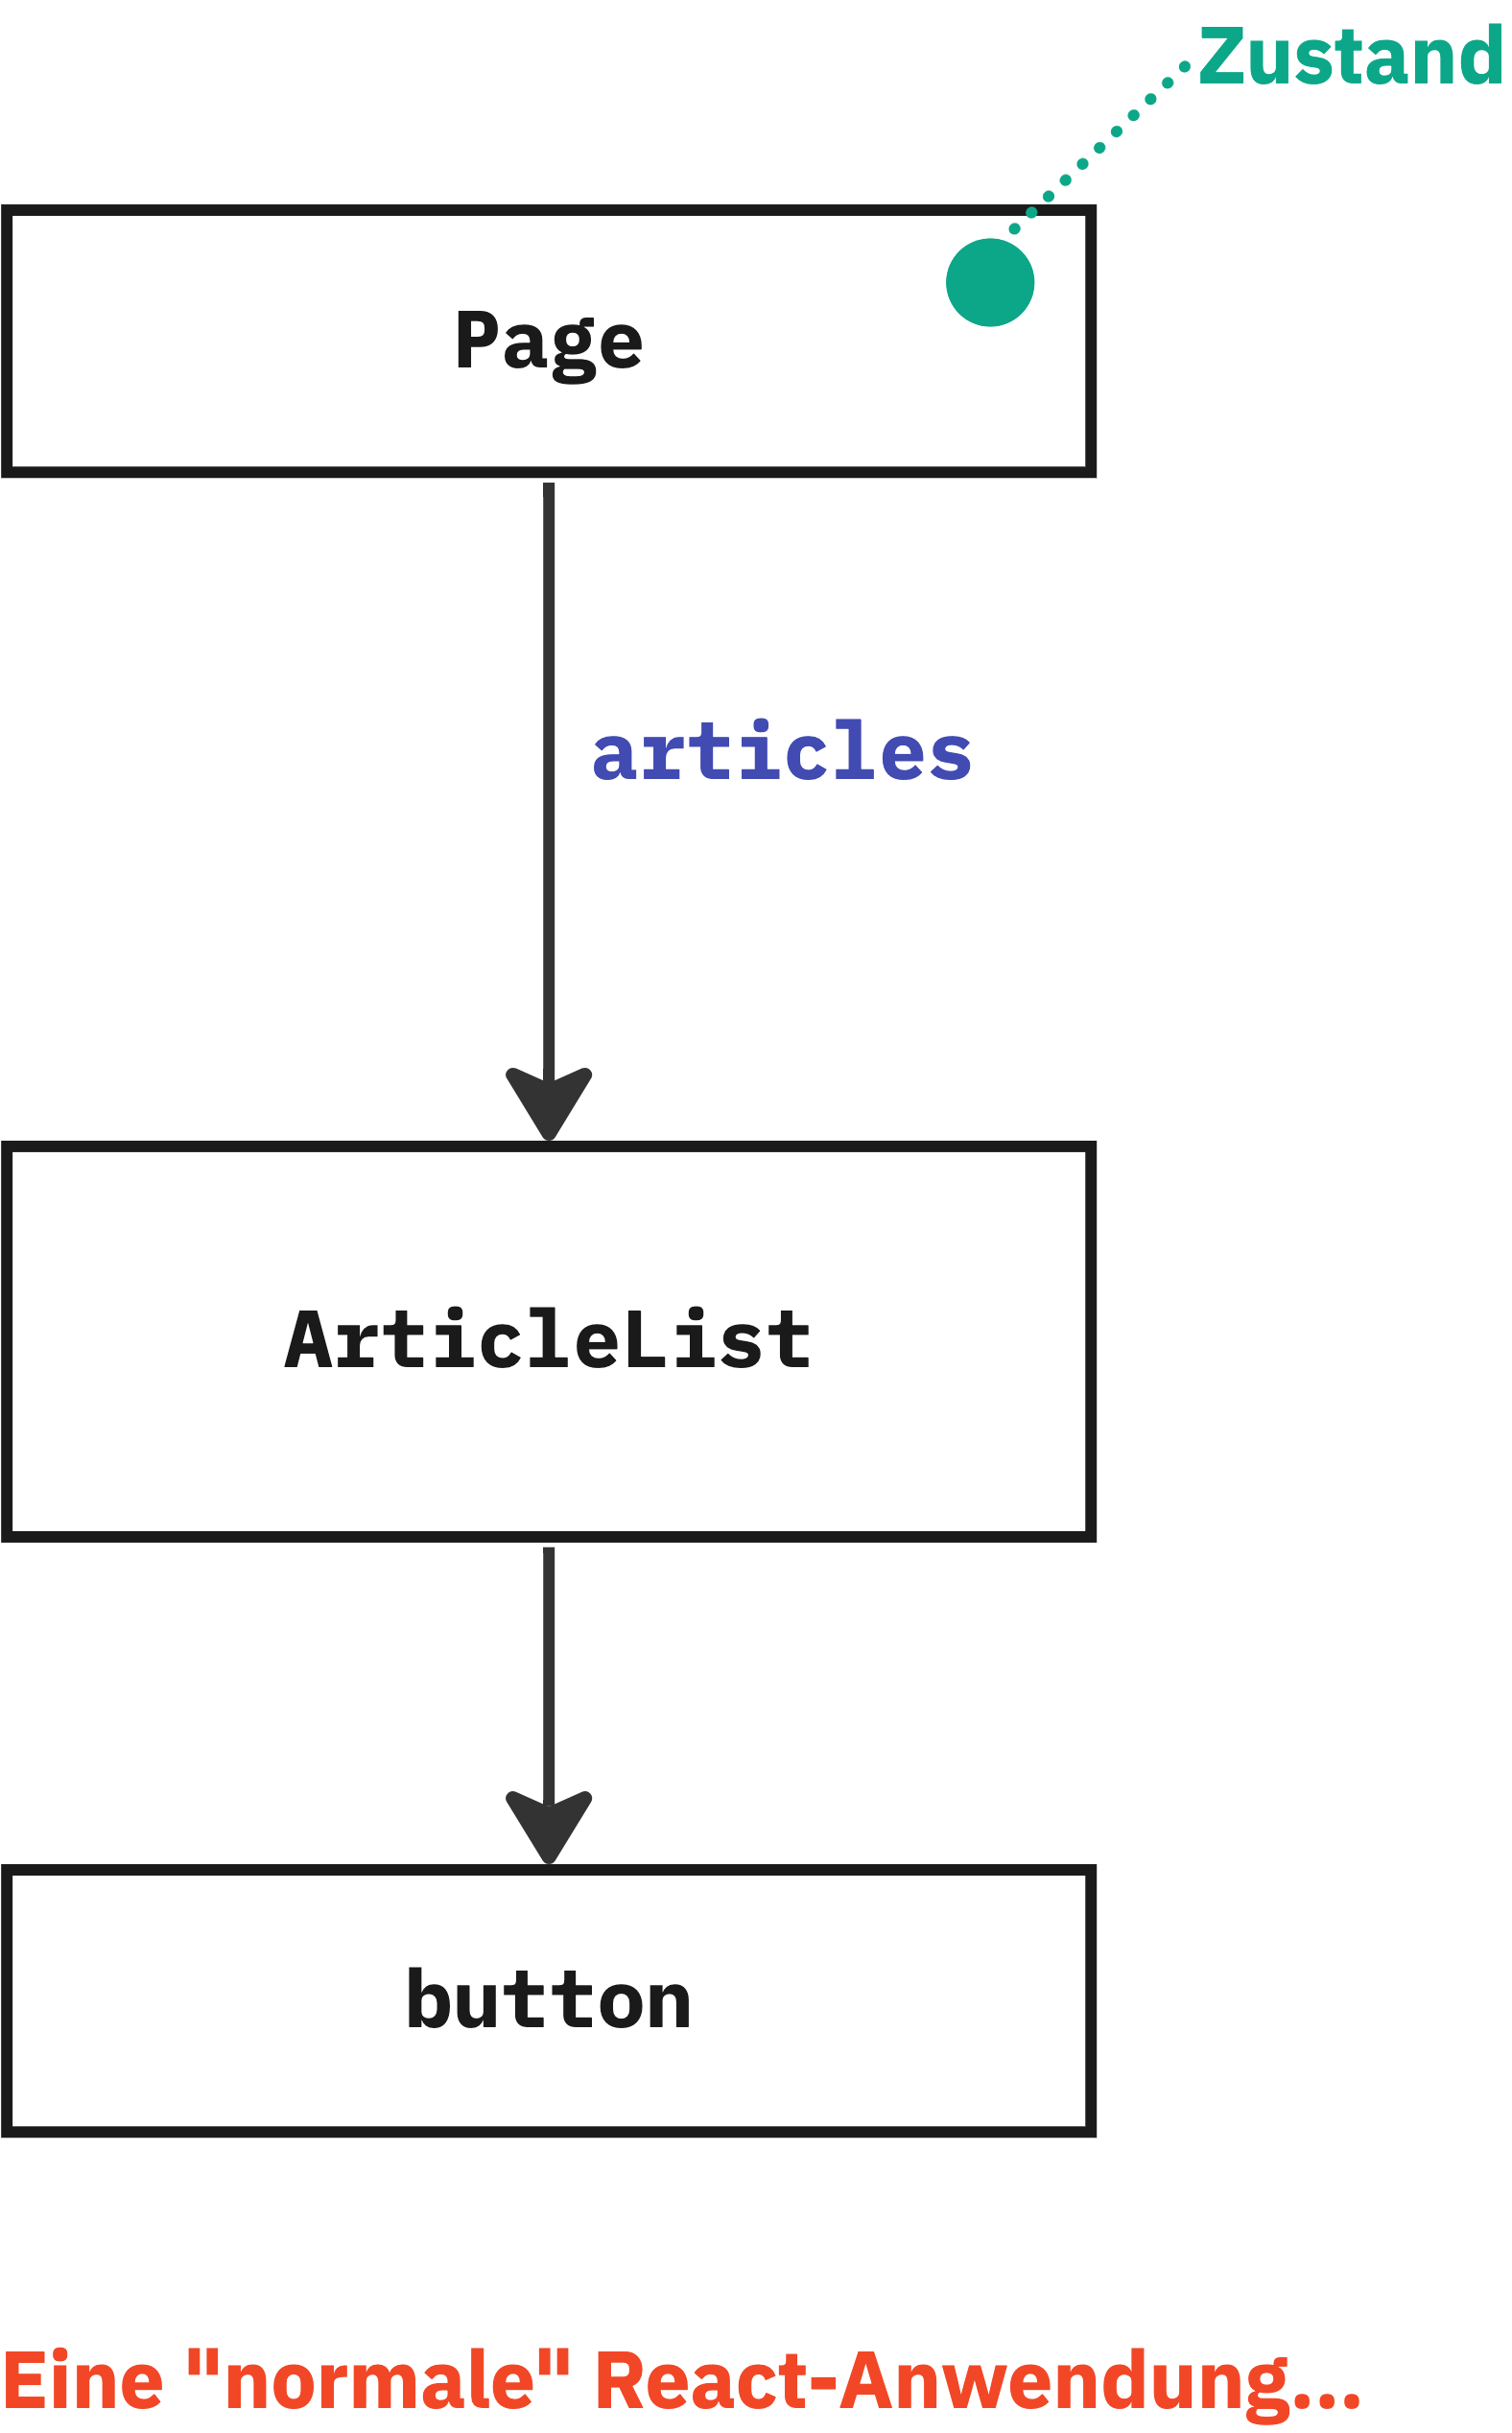 Zustand
Page
articles
ArticleList
button
Eine "normale" React-Anwendung...